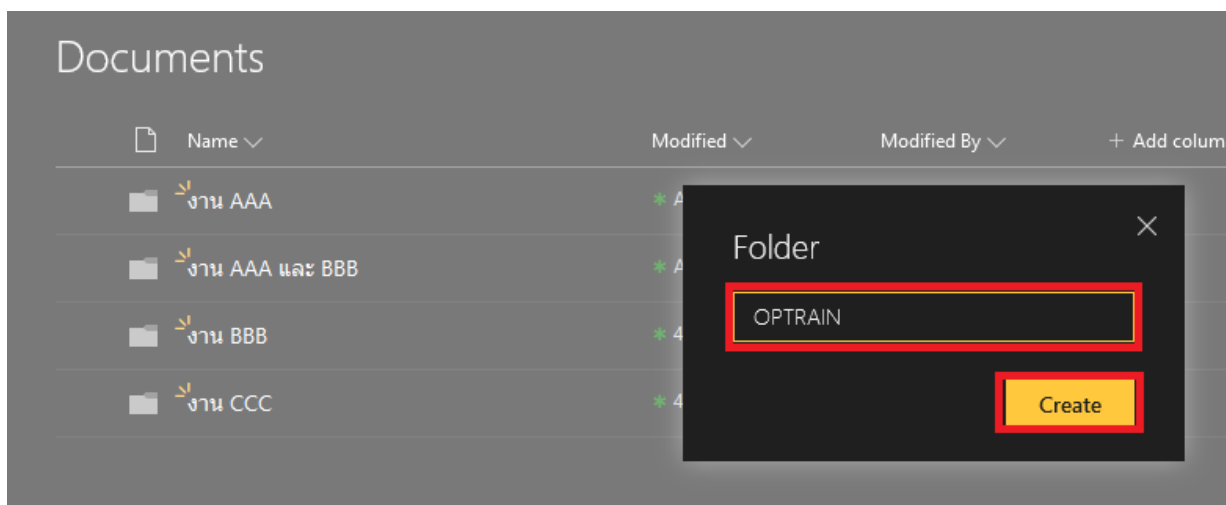 Documents
Name Modified Modified By + Add colum
งาน AAA
งาน AAA และ BBB
งาน BBB
งาน CCC
Folder
OPTRAIN
Create